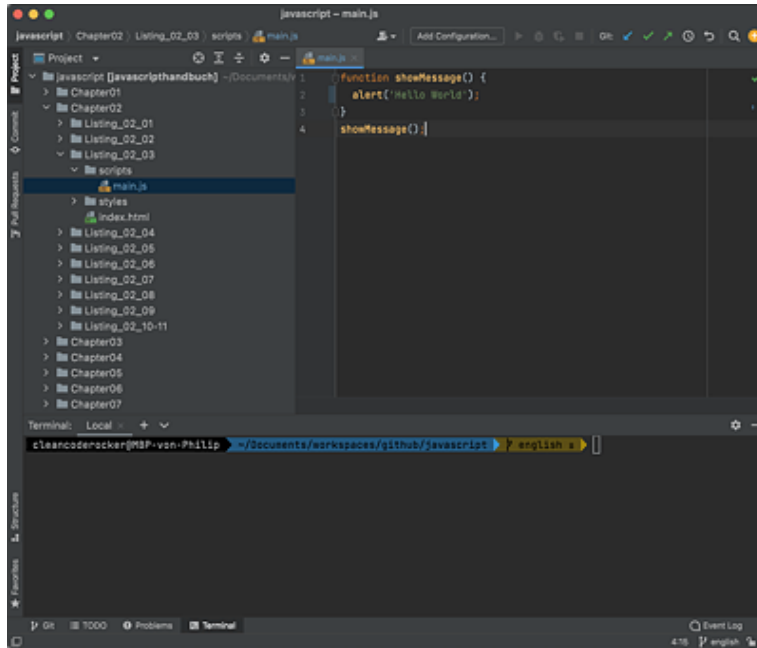 javascript – main.js
javascript Chapter02 Listing_02_03 scripts main.js Add Configuration... Git:
Project
main.js
Project
Commit
Pull Requests
javascript [javascripthandbuch] ~/Documents/
Chapter01
Chapter02
Listing_02_01
Listing_02_02
Listing_02_03
scripts
main.js
styles
index.html
Listing_02_04
Listing_02_05
Listing_02_06
Listing_02_07
Listing_02_08
Listing_02_09
Listing_02_10-11
Chapter03
Chapter04
Chapter05
Chapter06
Chapter07
1 function showMessage() {
2 alert('Hello World');
3 }
4 showMessage();
Terminal: Local
cleancoderocker@MBP-von-Philip ~/Documents/workspaces/github/javascript english
Structure
Favorites
Git TODO Problems Terminal Event Log
4:15 english